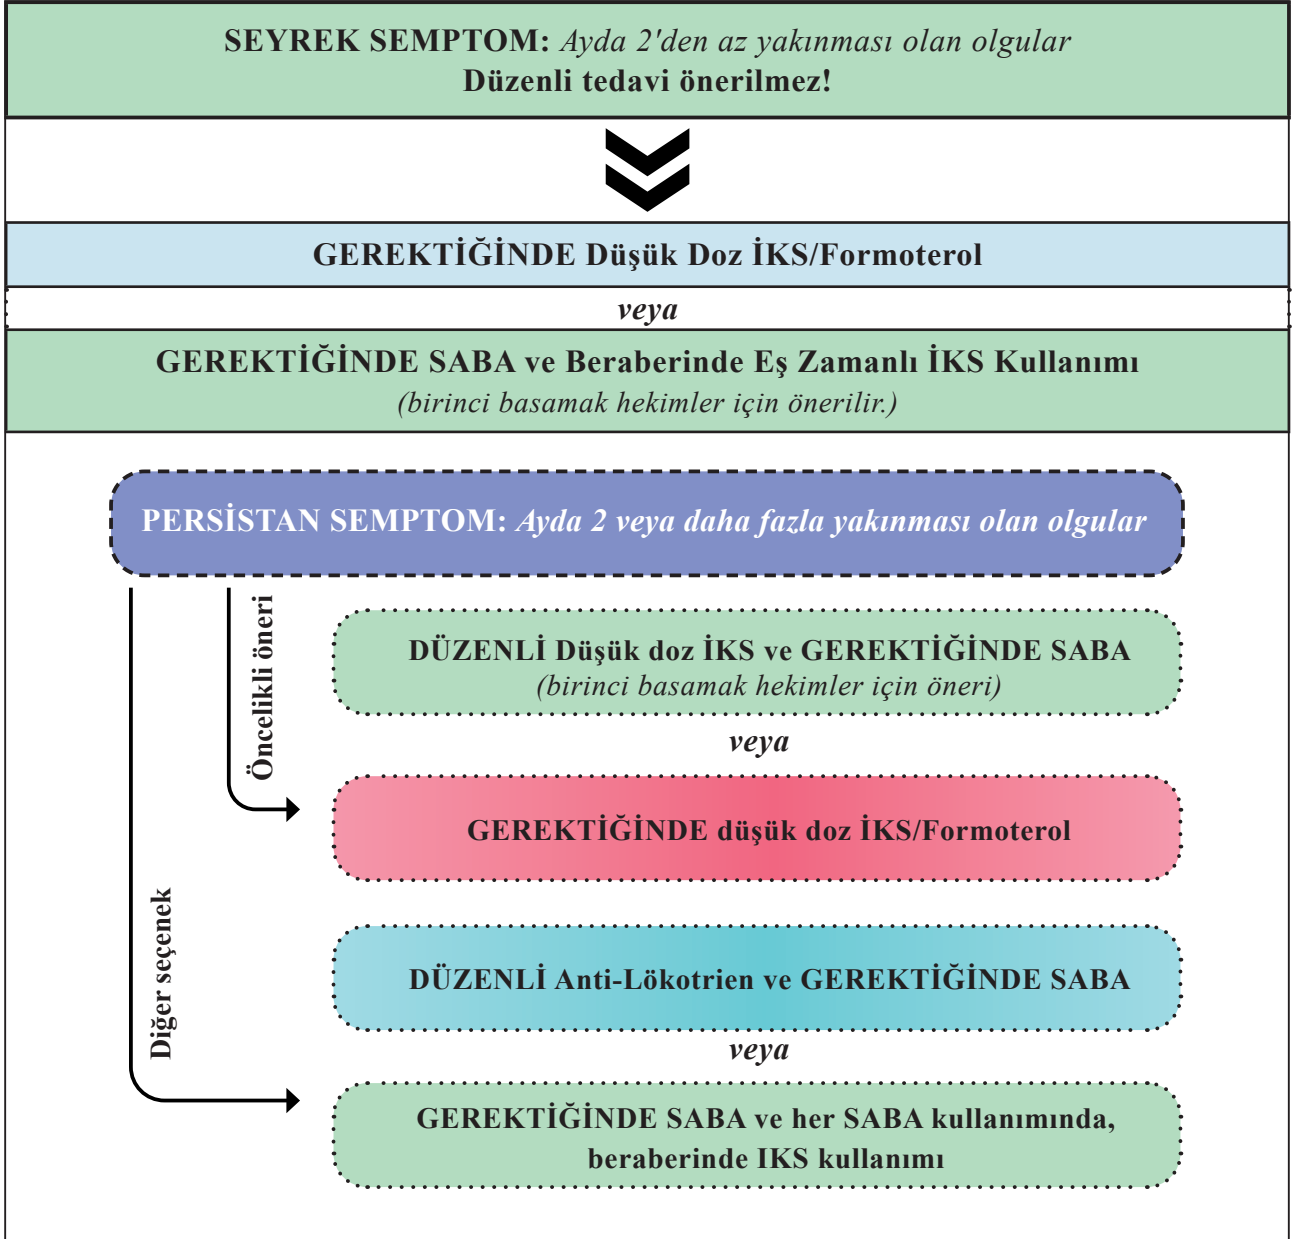 SEYREK SEMPTOM: Ayda 2'den az yakınması olan olgular
Düzenli tedavi önerilmez!
GEREKTİĞİNDE Düşük Doz İKS/Formoterol
veya
GEREKTİĞİNDE SABA ve Beraberinde Eş Zamanlı İKS Kullanımı
(birinci basamak hekimler için önerilir.)
PERSİSTAN SEMPTOM: Ayda 2 veya daha fazla yakınması olan olgular
Öncelikli öneri
DÜZENLİ Düşük doz İKS ve GEREKTİĞİNDE SABA
(birinci basamak hekimler için öneri)
veya
GEREKTİĞİNDE düşük doz İKS/Formoterol
Diğer seçenek
DÜZENLİ Anti-Lökotrien ve GEREKTİĞİNDE SABA
veya
GEREKTİĞİNDE SABA ve her SABA kullanımında,
beraberinde IKS kullanımı